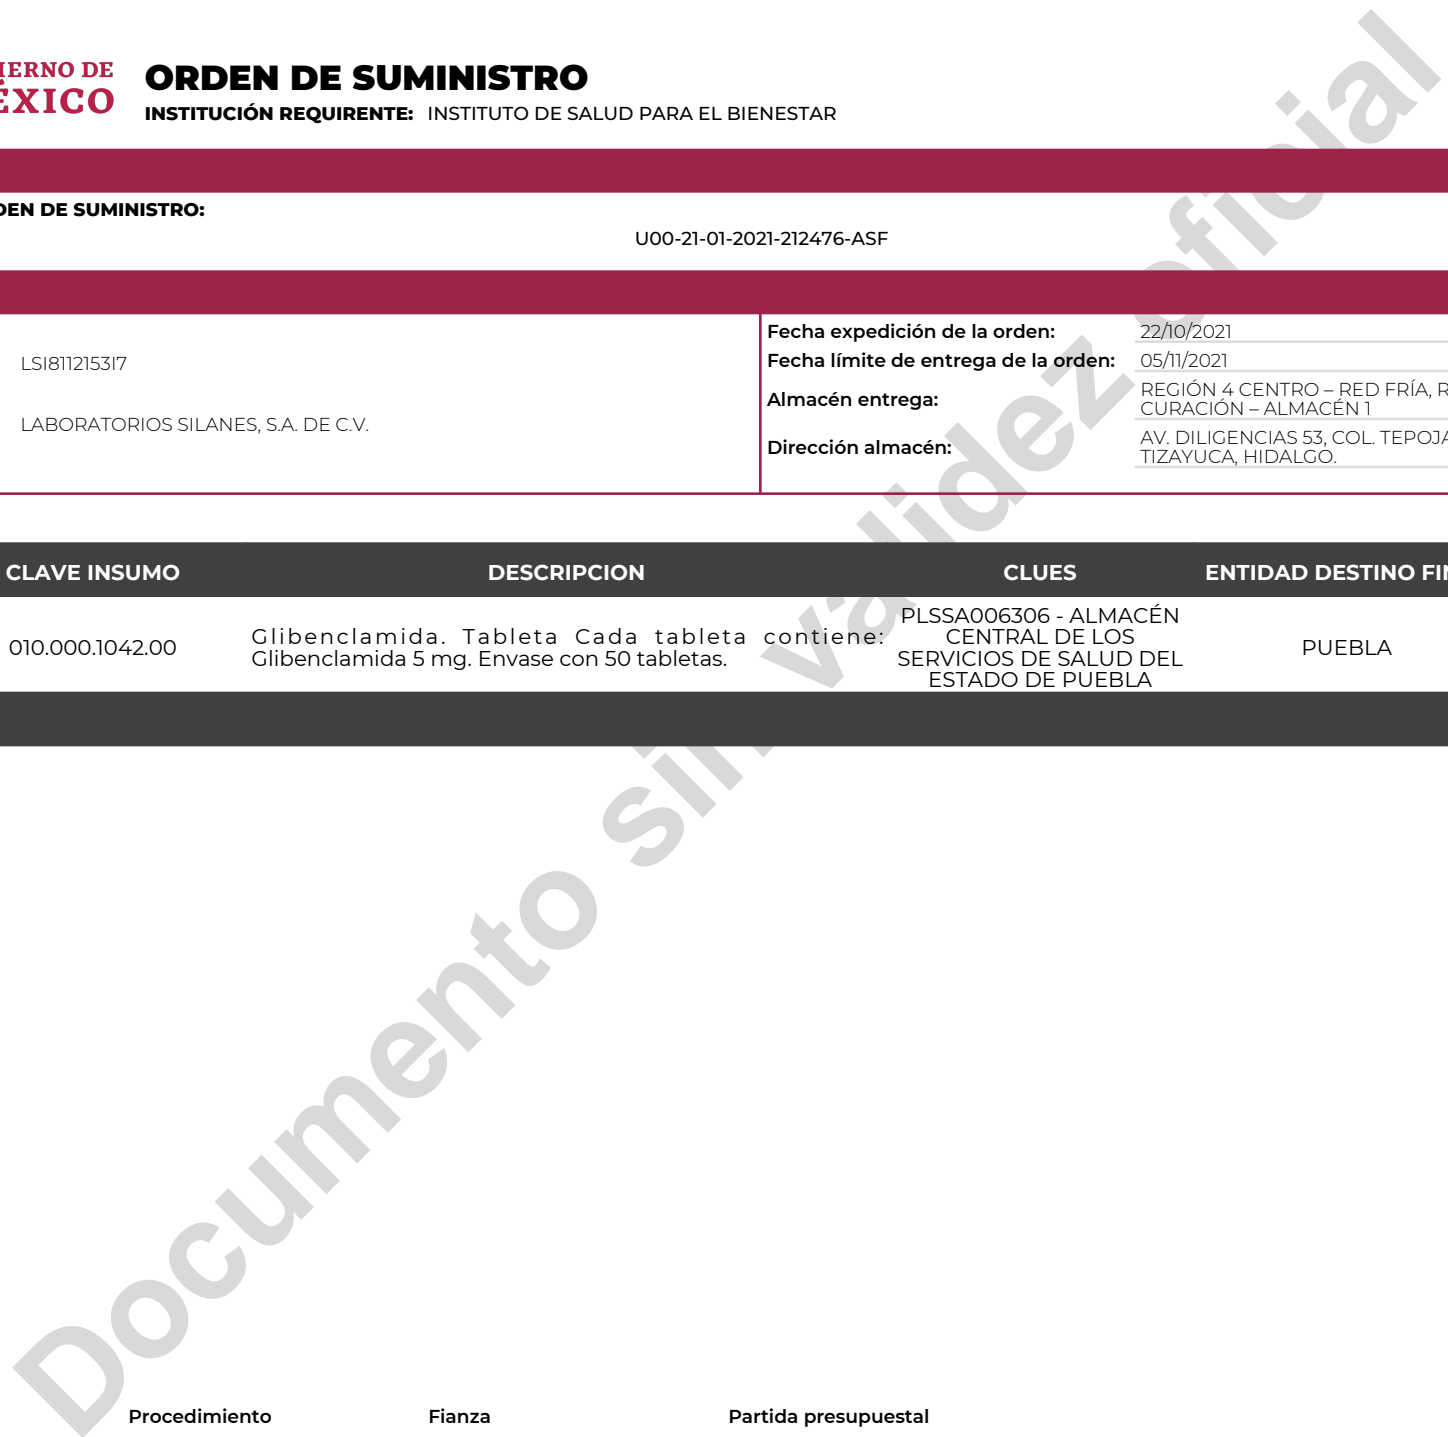 IERNO DE
ÉXICO
ORDEN DE SUMINISTRO
INSTITUCIÓN REQUIRENTE: INSTITUTO DE SALUD PARA EL BIENESTAR
DEN DE SUMINISTRO:
U00-21-01-2021-212476-ASF
LSI811215317
LABORATORIOS SILANES, S.A. DE C.V.
Fecha expedición de la orden: 22/10/2021
Fecha límite de entrega de la orden: 05/11/2021
Almacén entrega: REGIÓN 4 CENTRO – RED FRÍA, R
CURACIÓN – ALMACÉN 1
Dirección almacén: AV. DILIGENCIAS 53, COL. TEPOJA
TIZAYUCA, HIDALGO.
CLAVE INSUMO DESCRIPCION CLUES ENTIDAD DESTINO FIN
010.000.1042.00
Glibenclamida. Tableta Cada tableta contiene:
Glibenclamida 5 mg. Envase con 50 tabletas.
PLSSA006306 - ALMACÉN
CENTRAL DE LOS
SERVICIOS DE SALUD DEL
ESTADO DE PUEBLA
PUEBLA
Documento sin validez oficial
Procedimiento Fianza Partida presupuestal